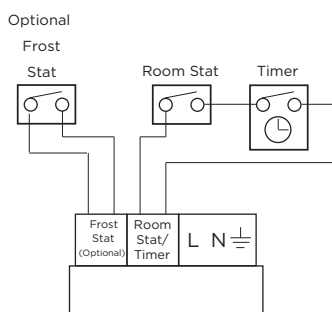 Optional
Frost
Stat
Room Stat
Timer
Frost
Stat
(Optional)
Room
Stat/
Timer
L N